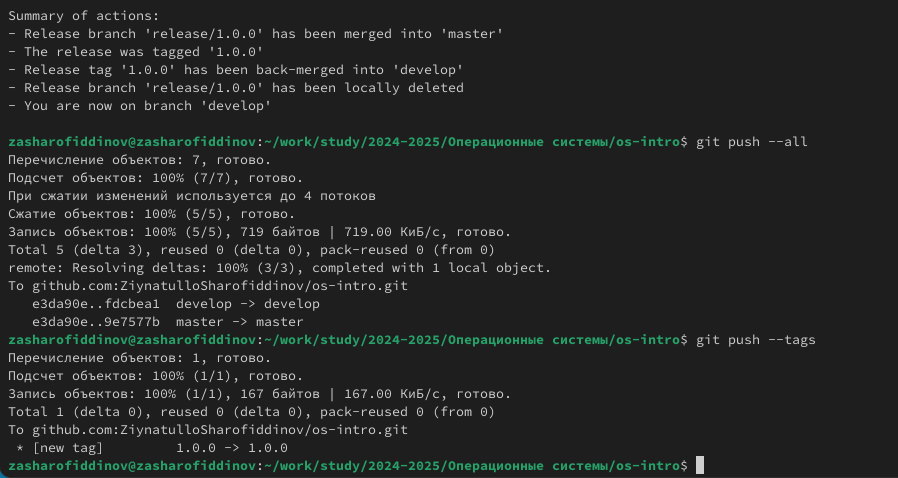 Summary of actions:
- Release branch 'release/1.0.0' has been merged into 'master'
- The release was tagged '1.0.0'
- Release tag '1.0.0' has been back-merged into 'develop'
- Release branch 'release/1.0.0' has been locally deleted
- You are now on branch 'develop'
zasharofiddinov@zasharofiddinov:~/work/study/2024-2025/Операционные системы/os-intro$ git push --all
Перечисление объектов: 7, готово.
Подсчет объектов: 100% (7/7), готово.
При сжатии изменений используется до 4 потоков
Сжатие объектов: 100% (5/5), готово.
Запись объектов: 100% (5/5), 719 байтов | 719.00 КиБ/с, готово.
Total 5 (delta 3), reused 0 (delta 0), pack-reused 0 (from 0)
remote: Resolving deltas: 100% (3/3), completed with 1 local object.
To github.com:ZiynatulloSharofiddinov/os-intro.git
   e3da90e..fdcbea1  develop -> develop
   e3da90e..9e7577b  master -> master
zasharofiddinov@zasharofiddinov:~/work/study/2024-2025/Операционные системы/os-intro$ git push --tags
Перечисление объектов: 1, готово.
Подсчет объектов: 100% (1/1), готово.
Запись объектов: 100% (1/1), 167 байтов | 167.00 КиБ/с, готово.
Total 1 (delta 0), reused 0 (delta 0), pack-reused 0 (from 0)
To github.com:ZiynatulloSharofiddinov/os-intro.git
 * [new tag]         1.0.0 -> 1.0.0
zasharofiddinov@zasharofiddinov:~/work/study/2024-2025/Операционные системы/os-intro$